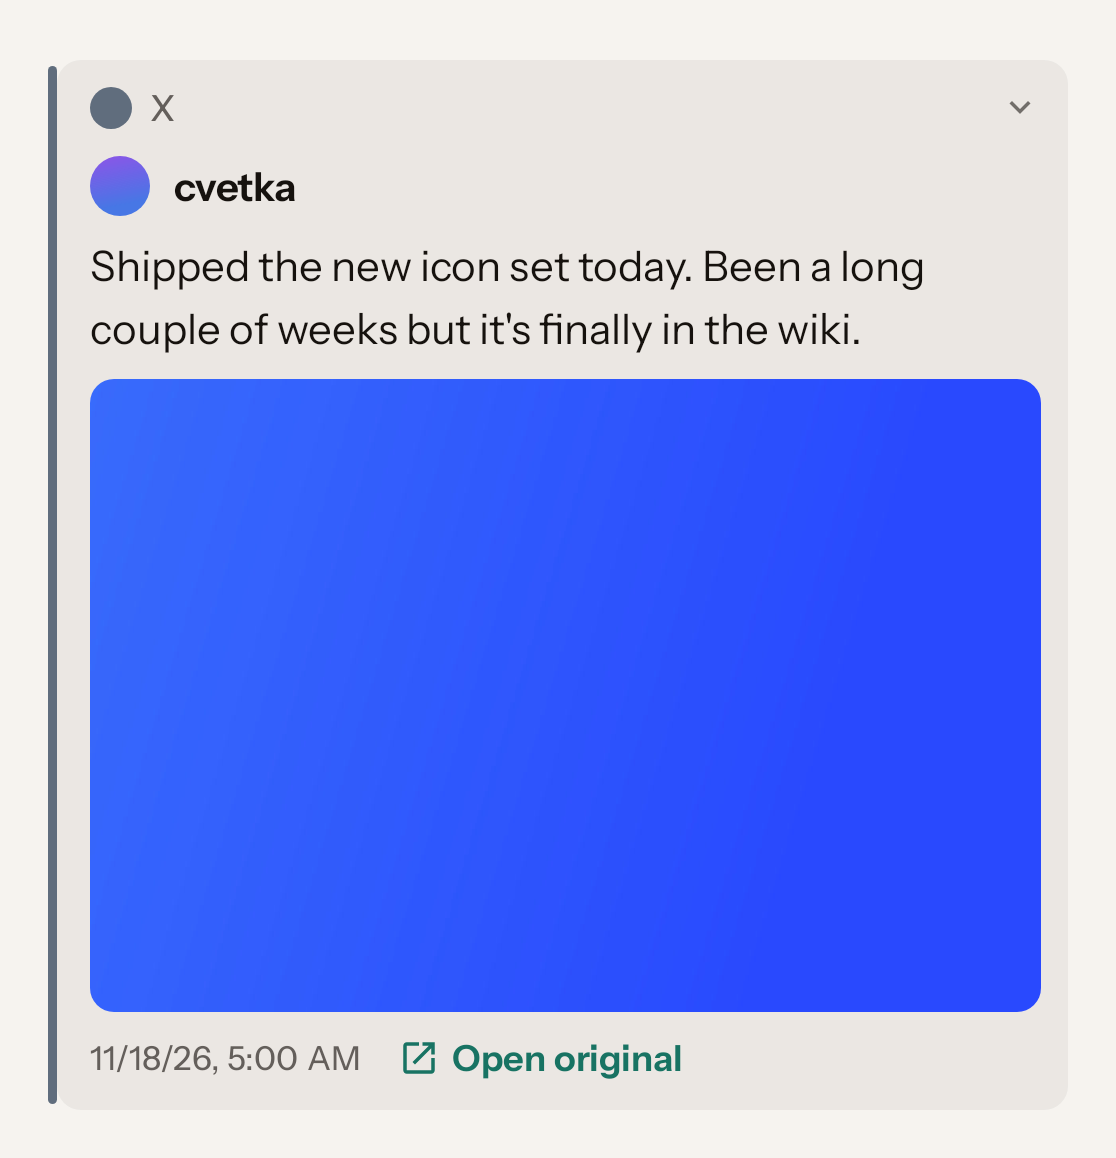 X
cvetka
Shipped the new icon set today. Been a long
couple of weeks but it's finally in the wiki.
11/18/26, 5:00 AM
Open original